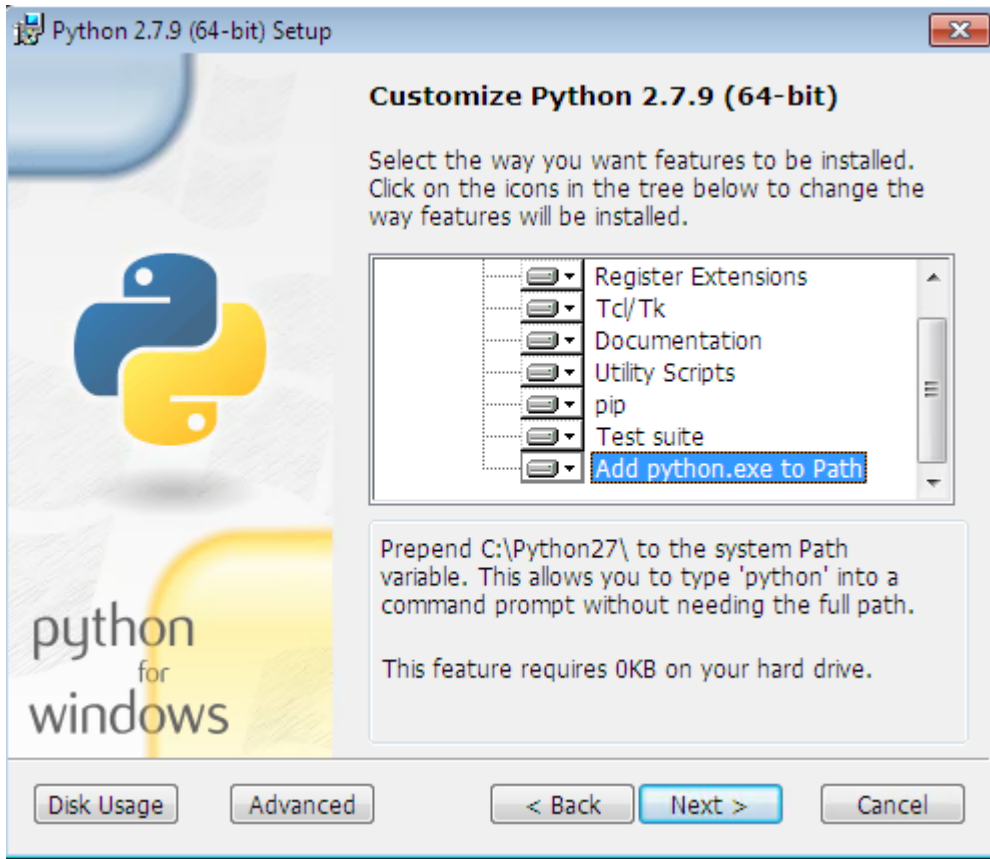 Python 2.7.9 (64-bit) Setup
Customize Python 2.7.9 (64-bit)
Select the way you want features to be installed.
Click on the icons in the tree below to change the
way features will be installed.
Register Extensions
Tcl/Tk
Documentation
Utility Scripts
pip
Test suite
Add python.exe to Path
Prepend C:\Python27\ to the system Path
variable. This allows you to type 'python' into a
command prompt without needing the full path.
This feature requires 0KB on your hard drive.
python
for
windows
Disk Usage
Advanced
< Back
Next >
Cancel